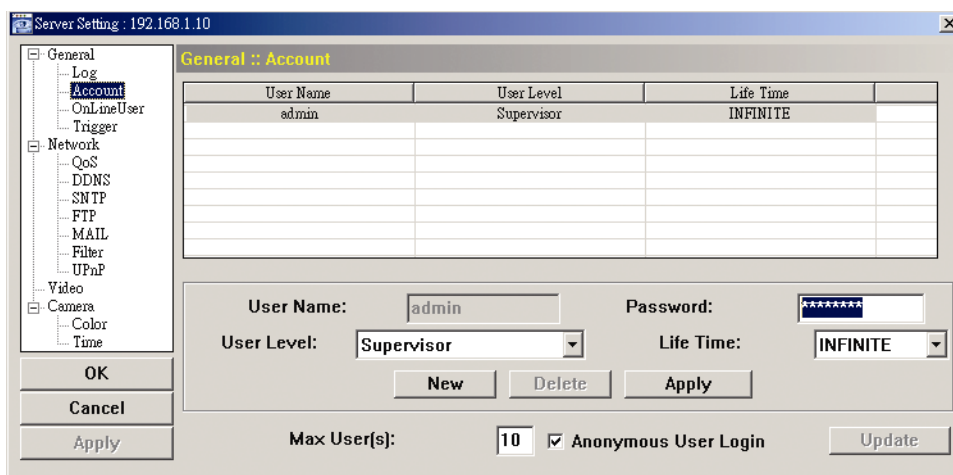 Server Setting : 192.168.1.10
General
Log
Account
OnLineUser
Trigger
Network
QoS
DDNS
SNTP
FTP
MAIL
Filter
UPnP
Video
Camera
Color
Time
OK
Cancel
Apply
General :: Account
User Name User Level Life Time
admin Supervisor INFINITE
User Name: admin Password: ********
User Level: Supervisor Life Time: INFINITE
New Delete Apply
Max User(s): 10 Anonymous User Login Update